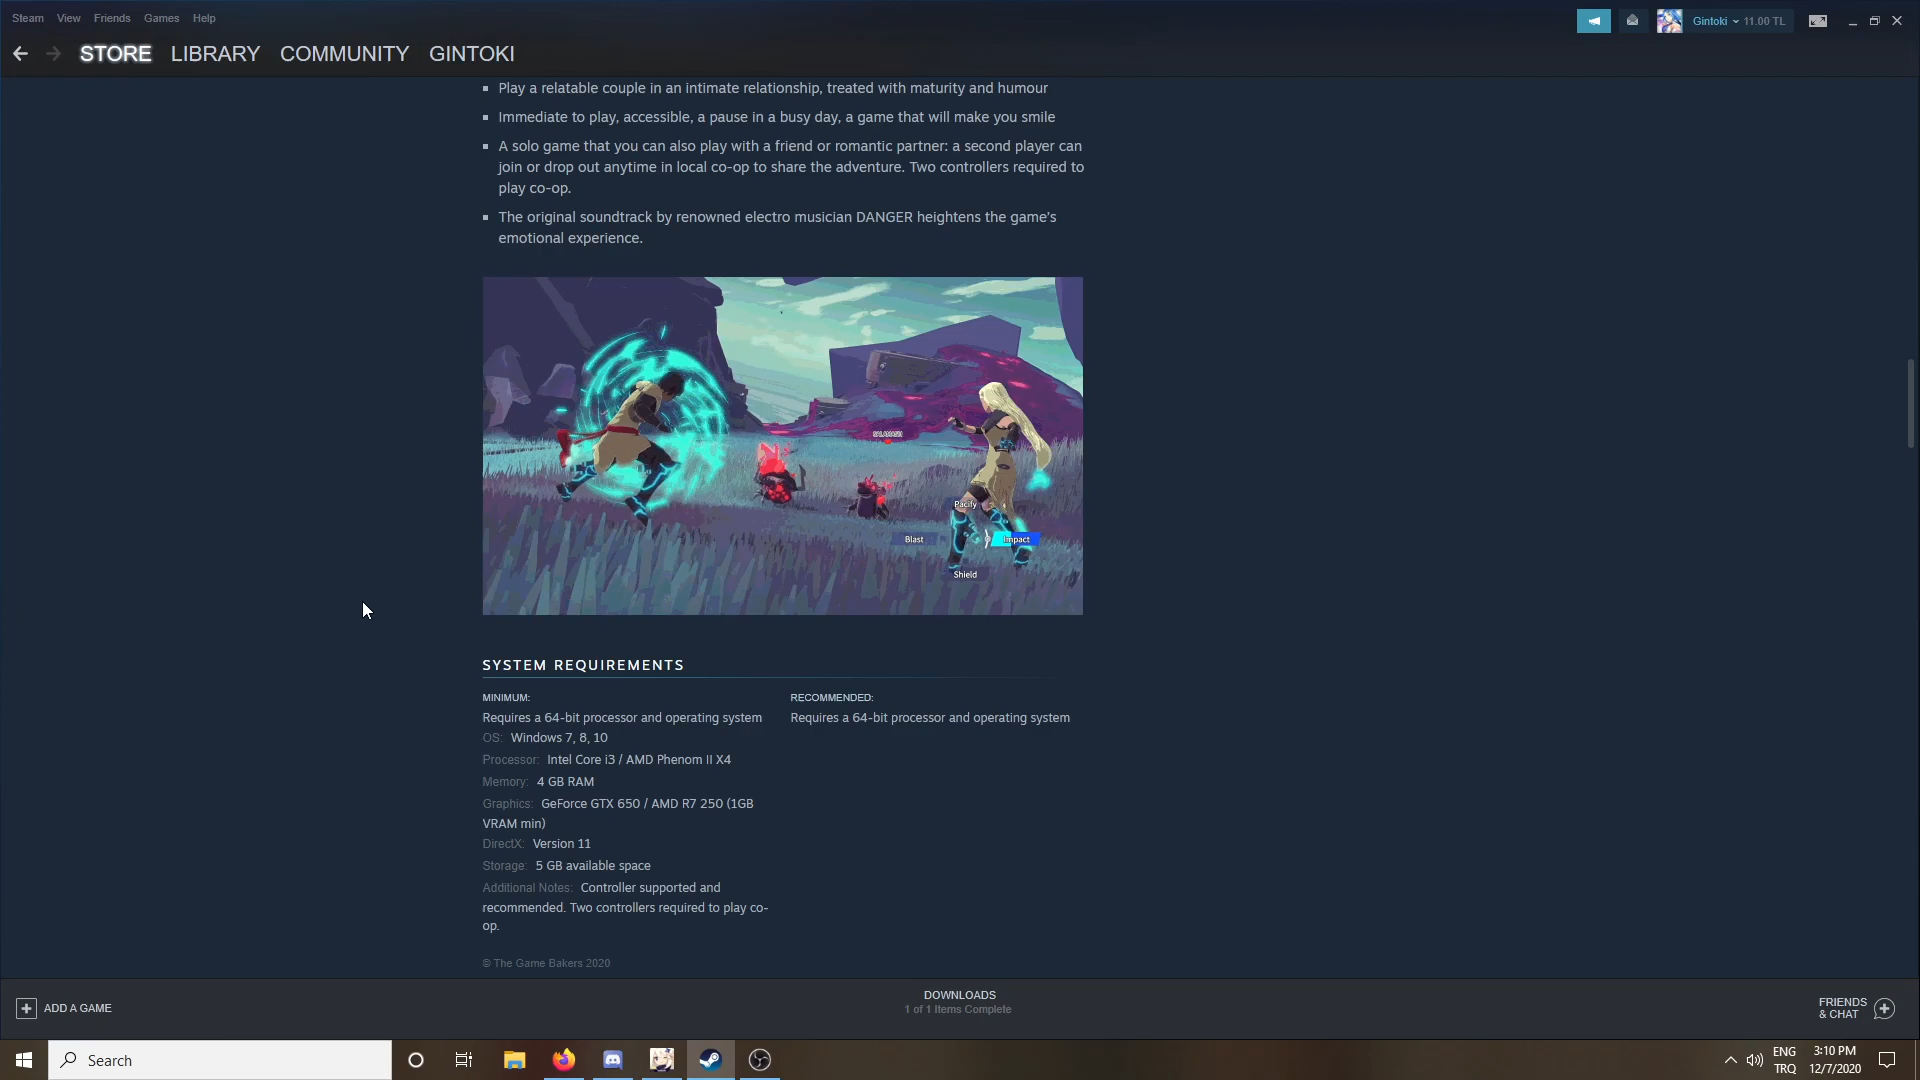 Steam View Friends Games Help
Gintoki 11.00 TL
STORE LIBRARY COMMUNITY GINTOKI
Play a relatable couple in an intimate relationship, treated with maturity and humour
Immediate to play, accessible, a pause in a busy day, a game that will make you smile
A solo game that you can also play with a friend or romantic partner: a second player can
join or drop out anytime in local co-op to share the adventure. Two controllers required to
play co-op.
The original soundtrack by renowned electro musician DANGER heightens the game's
emotional experience.
Pacify
Blast
Impact
Shield
SYSTEM REQUIREMENTS
MINIMUM:
Requires a 64-bit processor and operating system
OS: Windows 7, 8, 10
Processor: Intel Core i3 / AMD Phenom II X4
Memory: 4 GB RAM
Graphics: GeForce GTX 650 / AMD R7 250 (1GB
VRAM min)
DirectX: Version 11
Storage: 5 GB available space
Additional Notes: Controller supported and
recommended. Two controllers required to play co-
op.
RECOMMENDED:
Requires a 64-bit processor and operating system
© The Game Bakers 2020
ADD A GAME
DOWNLOADS
1 of 1 Items Complete
FRIENDS
& CHAT
Search
ENG
TRQ
3:10 PM
12/7/2020